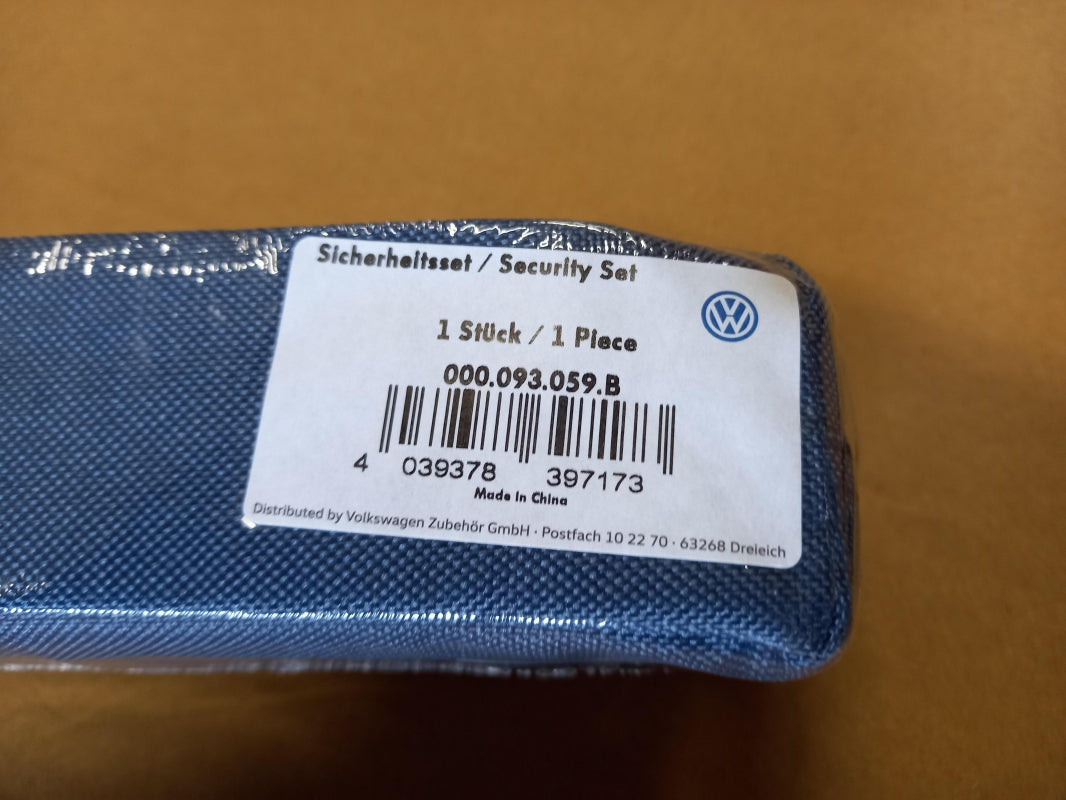 Sicherheitsset / Security Set
VW
1 Stück / 1 Piece
000.093.059.B
4 039378 397173
Made in China
Distributed by Volkswagen Zubehör GmbH · Postfach 10 22 70 · 63268 Dreieich